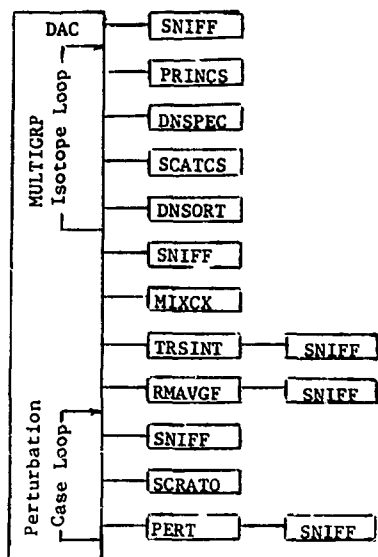 DAC
SNIFF
MULTIGRP
Isotope Loop
PRINCS
DNSPEC
SCATCS
DNSORT
SNIFF
MIXCK
TRSINT
SNIFF
RMAVGF
SNIFF
Perturbation
Case Loop
SNIFF
SCRATO
PERT
SNIFF